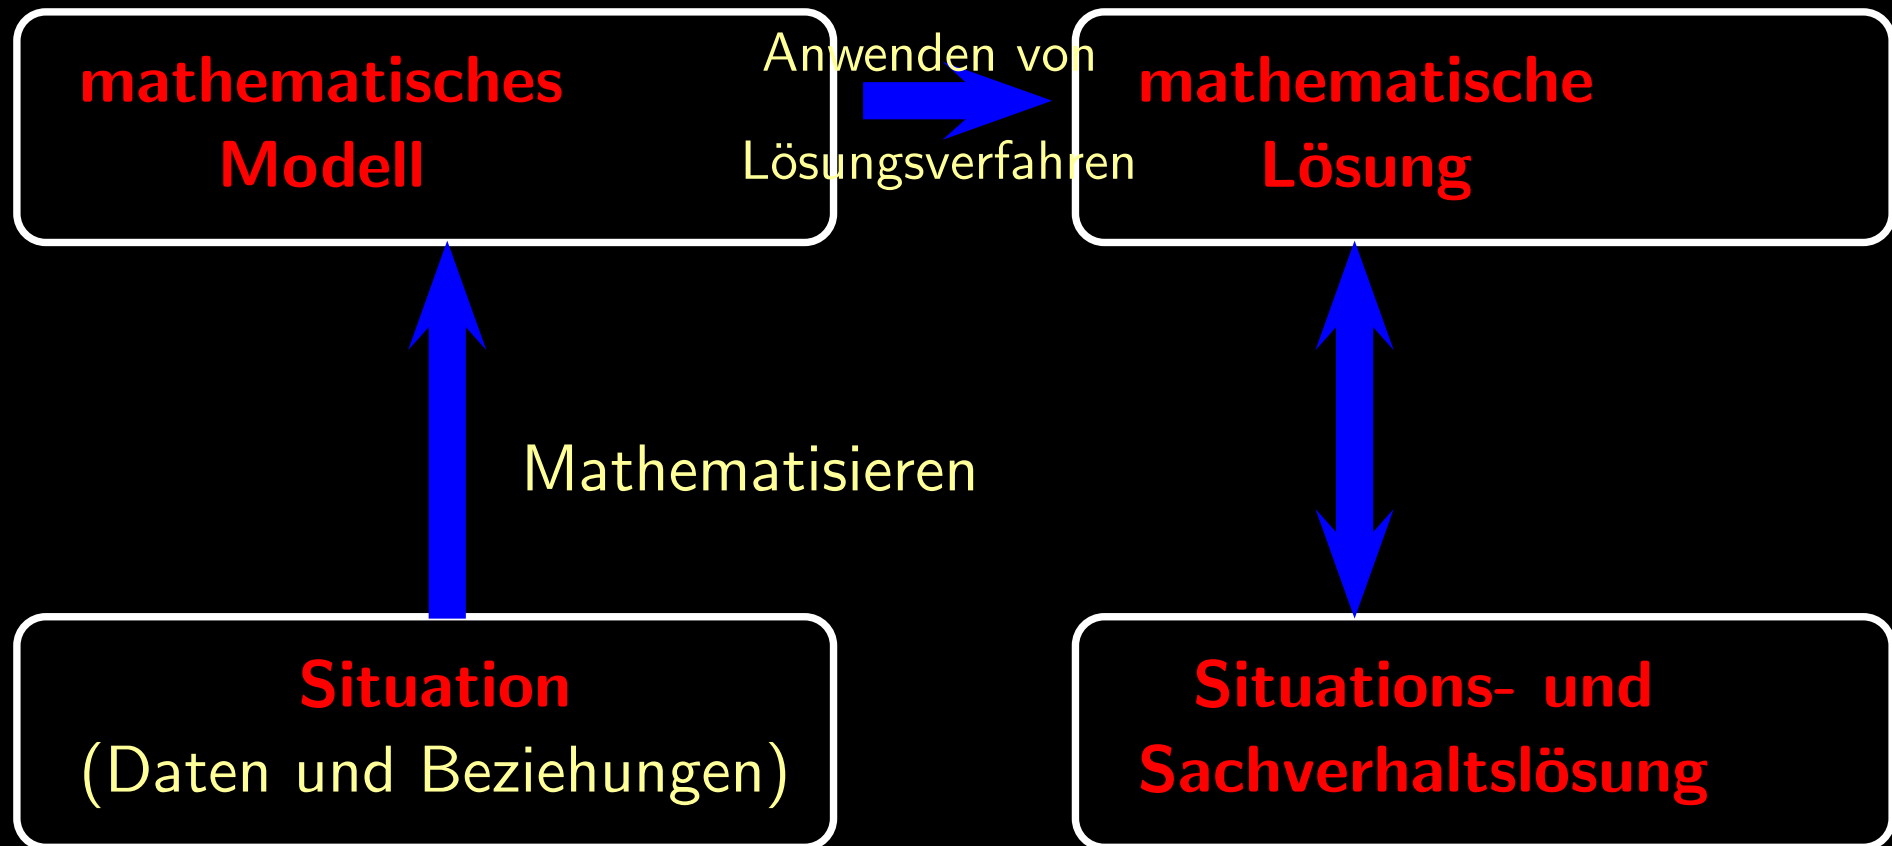 mathematisches
Modell
Anwenden von
Lösungsverfahren
mathematische
Lösung
Mathematisieren
Situation
(Daten und Beziehungen)
Situations- und
Sachverhaltslösung